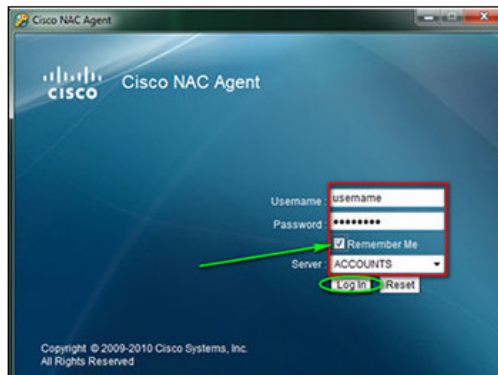 Cisco NAC Agent
CISCO Cisco NAC Agent
Username : username
Password : ••••••••
Remember Me
Server : ACCOUNTS
Log In Reset
Copyright © 2009-2010 Cisco Systems, Inc.
All Rights Reserved